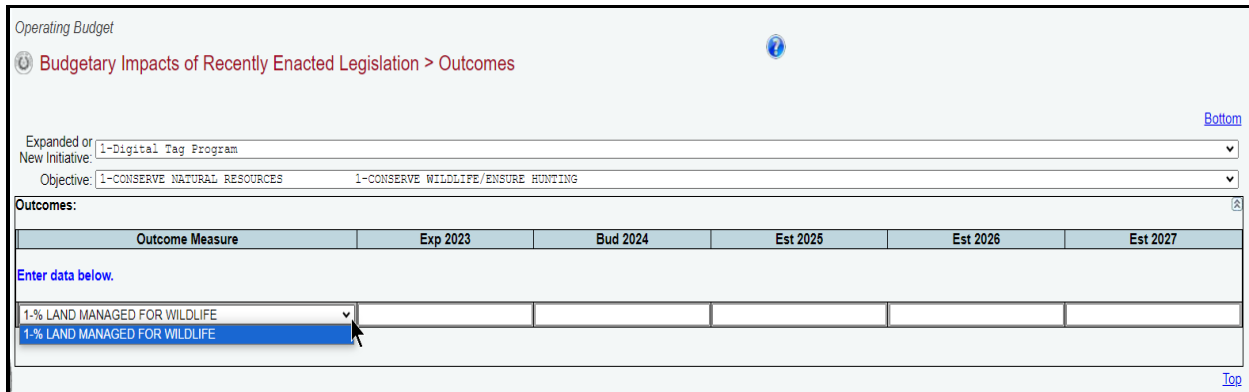 Operating Budget
Budgetary Impacts of Recently Enacted Legislation > Outcomes
?
Bottom
Expanded or
New Initiative: 1-Digital Tag Program
Objective: 1-CONSERVE NATURAL RESOURCES 1-CONSERVE WILDLIFE/ENSURE HUNTING
Outcomes:
Outcome Measure Exp 2023 Bud 2024 Est 2025 Est 2026 Est 2027
Enter data below.
1-% LAND MANAGED FOR WILDLIFE
1-% LAND MANAGED FOR WILDLIFE
Top